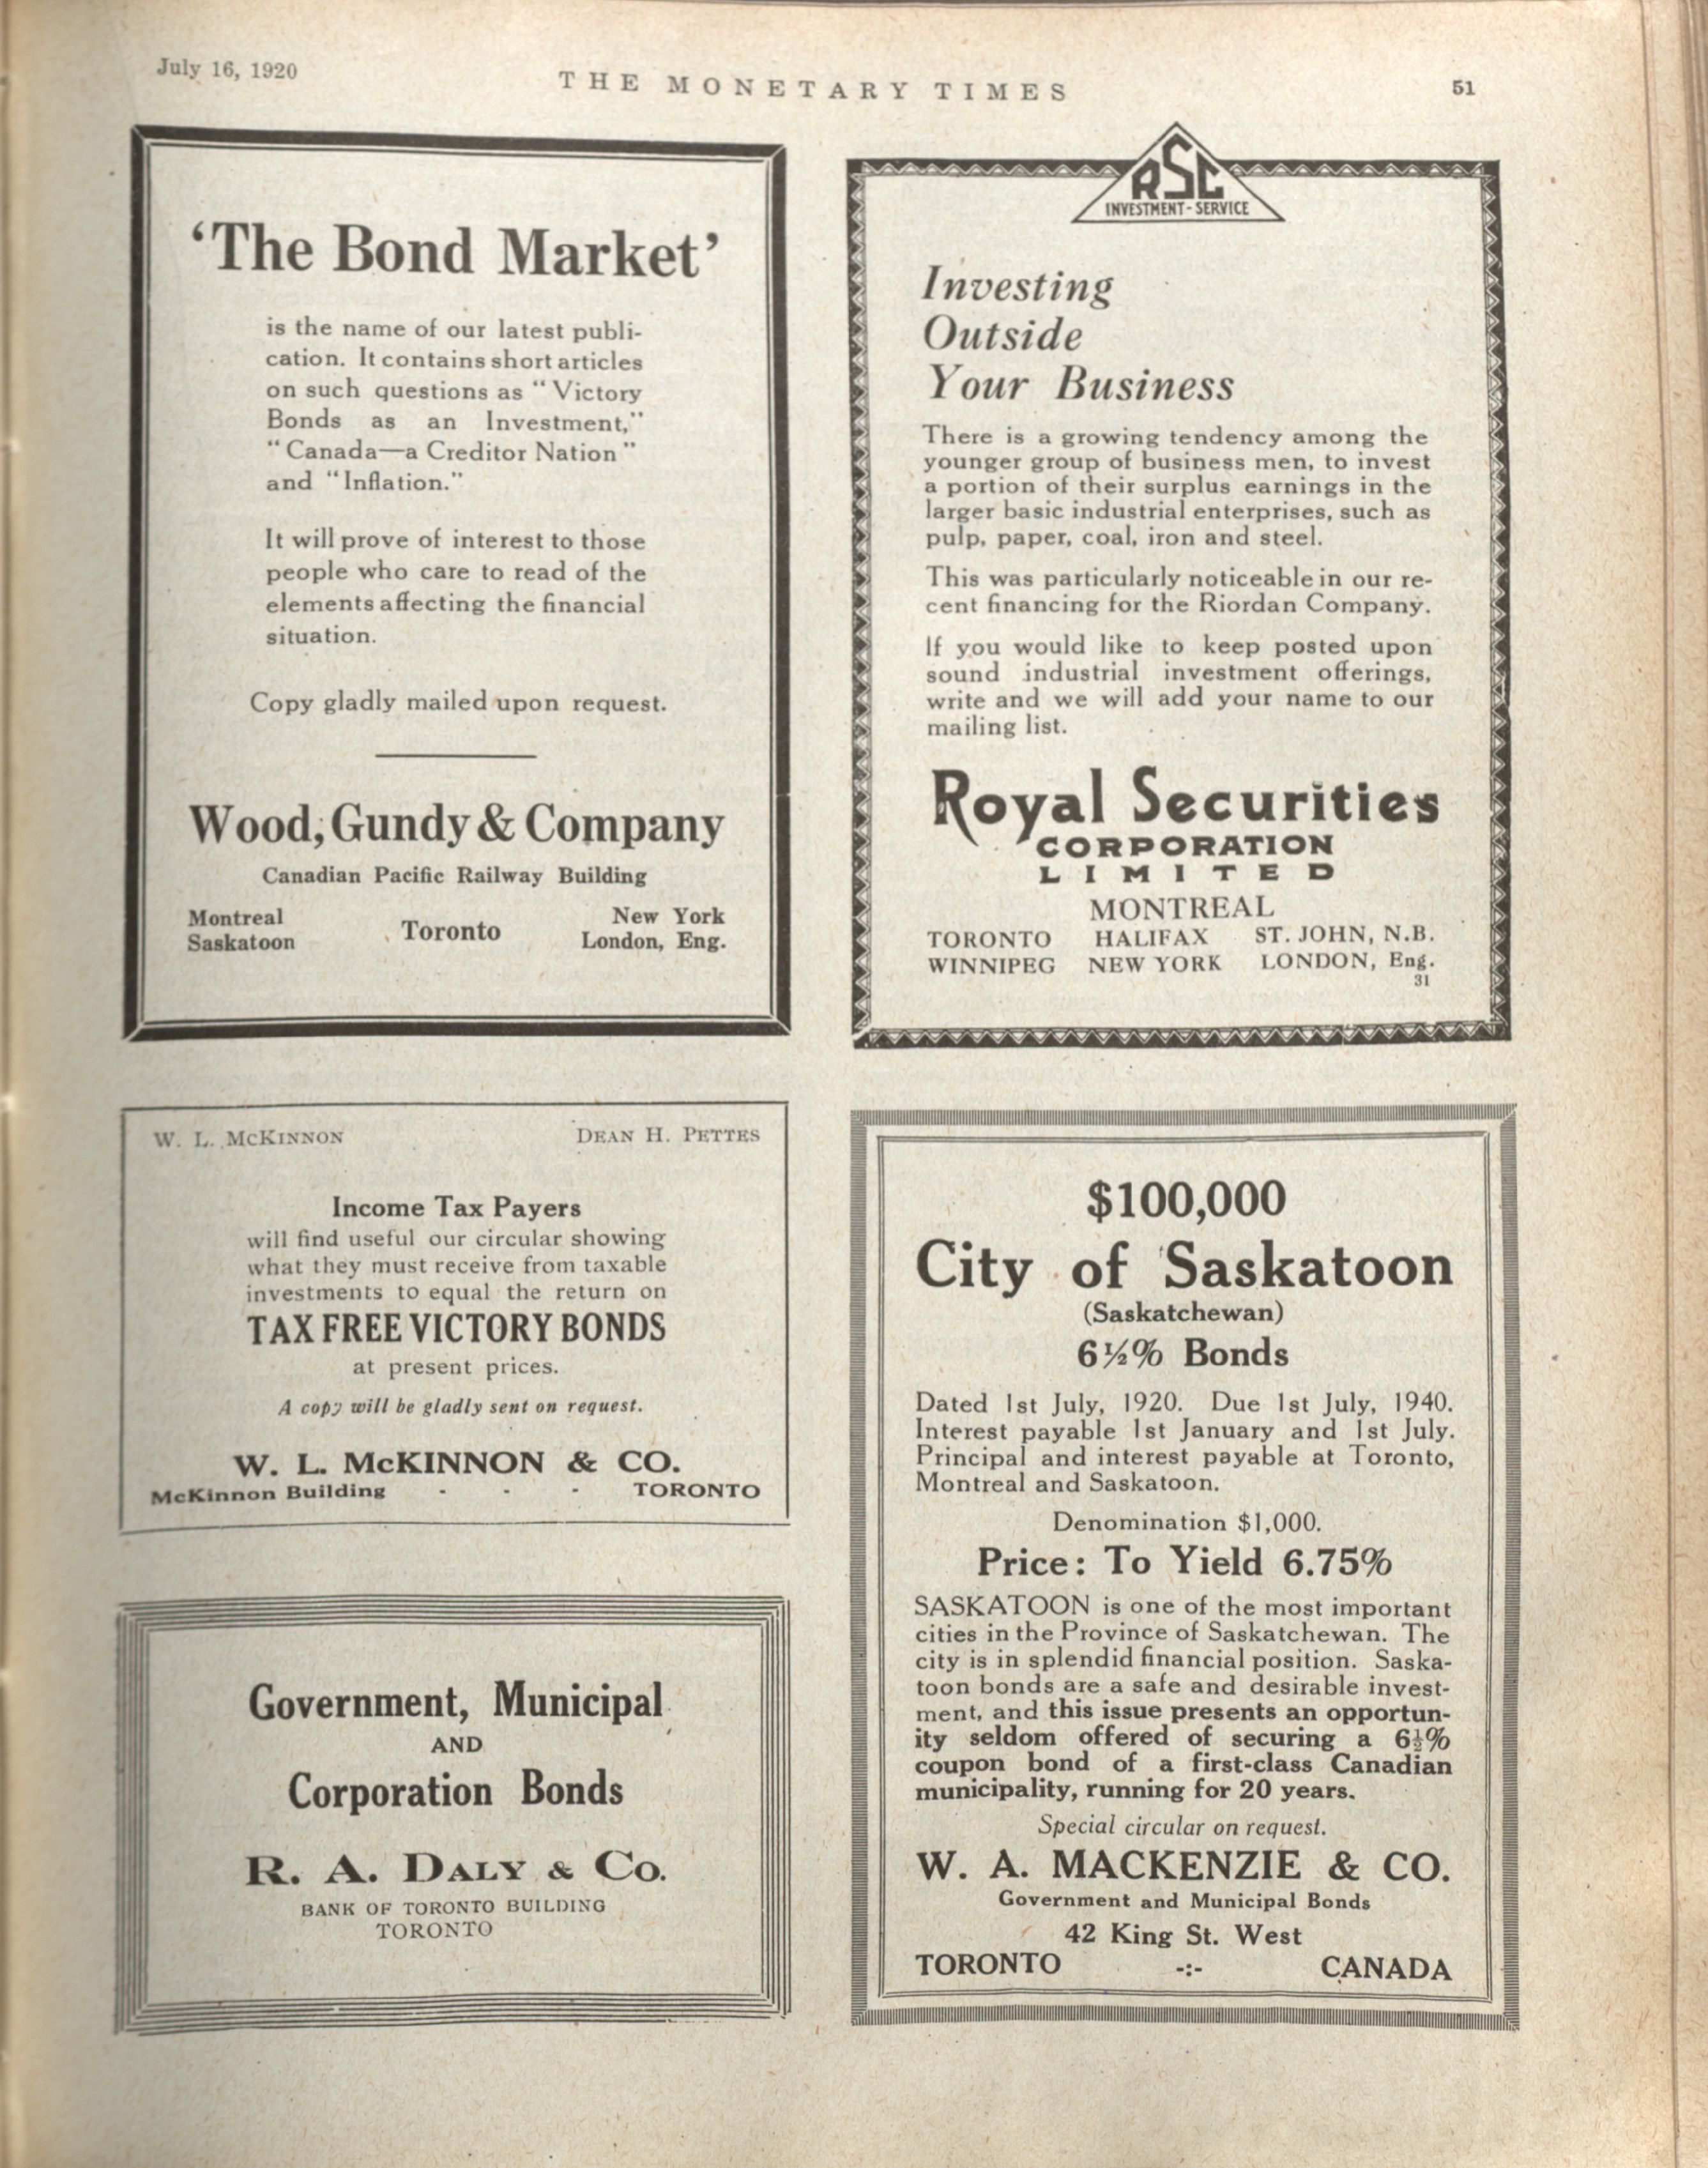 July 16, 1920
THE MONETARY TIMES
51
‘The Bond Market’
is the name of our latest publi-
cation. It contains short articles
on such questions as “Victory
Bonds as an Investment,”
“Canada—a Creditor Nation”
and “Inflation.”
It will prove of interest to those
people who care to read of the
elements affecting the financial
situation.
Copy gladly mailed upon request.
Wood, Gundy & Company
Canadian Pacific Railway Building
Montreal
Saskatoon
Toronto
New York
London, Eng.
RSC
INVESTMENT-SERVICE
Investing
Outside
Your Business
There is a growing tendency among the
younger group of business men, to invest
a portion of their surplus earnings in the
larger basic industrial enterprises, such as
pulp, paper, coal, iron and steel.
This was particularly noticeable in our re-
cent financing for the Riordan Company.
If you would like to keep posted upon
sound industrial investment offerings,
write and we will add your name to our
mailing list.
Royal Securities
CORPORATION
LIMITED
MONTREAL
TORONTO HALIFAX ST. JOHN, N.B.
WINNIPEG NEW YORK LONDON, Eng.
31
W. L. McKINNON DEAN H. PETTES
Income Tax Payers
will find useful our circular showing
what they must receive from taxable
investments to equal the return on
TAX FREE VICTORY BONDS
at present prices.
A copy will be gladly sent on request.
W. L. McKINNON & CO.
McKinnon Building - - - TORONTO
Government, Municipal
AND
Corporation Bonds
R. A. DALY & CO.
BANK OF TORONTO BUILDING
TORONTO
$100,000
City of Saskatoon
(Saskatchewan)
6½% Bonds
Dated 1st July, 1920. Due 1st July, 1940.
Interest payable 1st January and 1st July.
Principal and interest payable at Toronto,
Montreal and Saskatoon.
Denomination $1,000.
Price: To Yield 6.75%
SASKATOON is one of the most important
cities in the Province of Saskatchewan. The
city is in splendid financial position. Saska-
toon bonds are a safe and desirable invest-
ment, and this issue presents an opportun-
ity seldom offered of securing a 6½%
coupon bond of a first-class Canadian
municipality, running for 20 years.
Special circular on request.
W. A. MACKENZIE & CO.
Government and Municipal Bonds
42 King St. West
TORONTO -:- CANADA